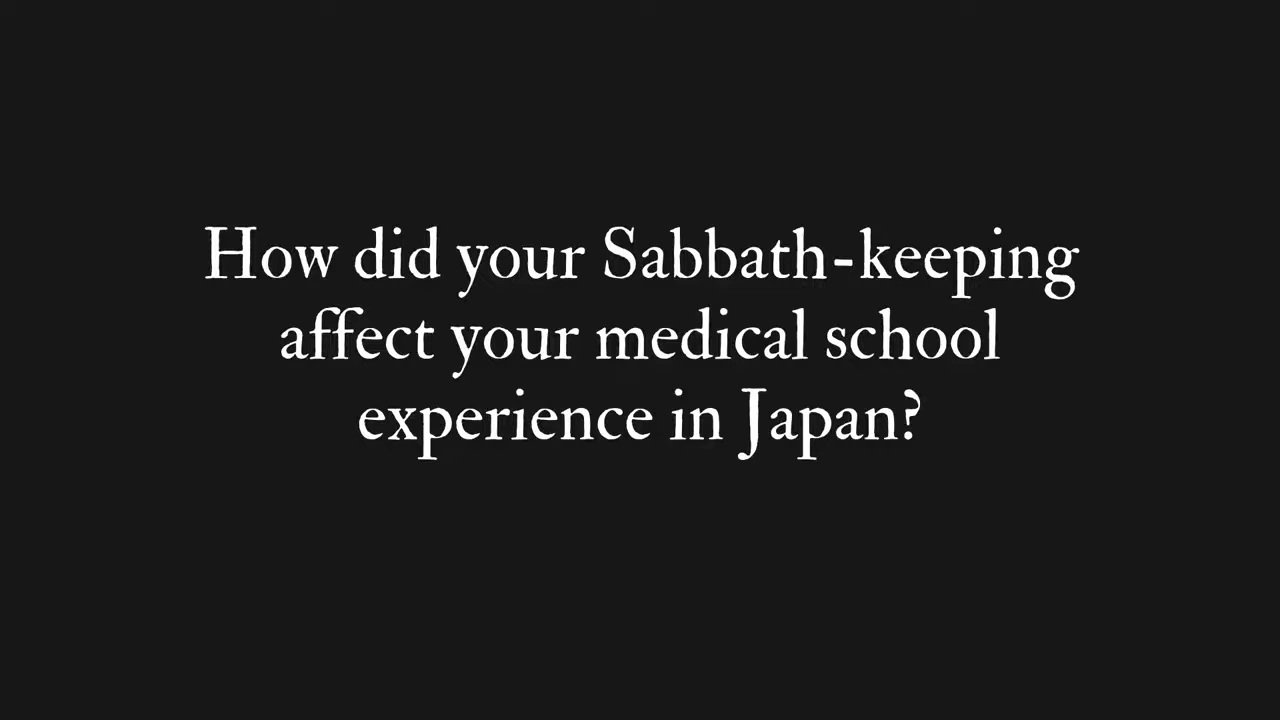 How did your Sabbath-keeping
affect your medical school
experience in Japan?